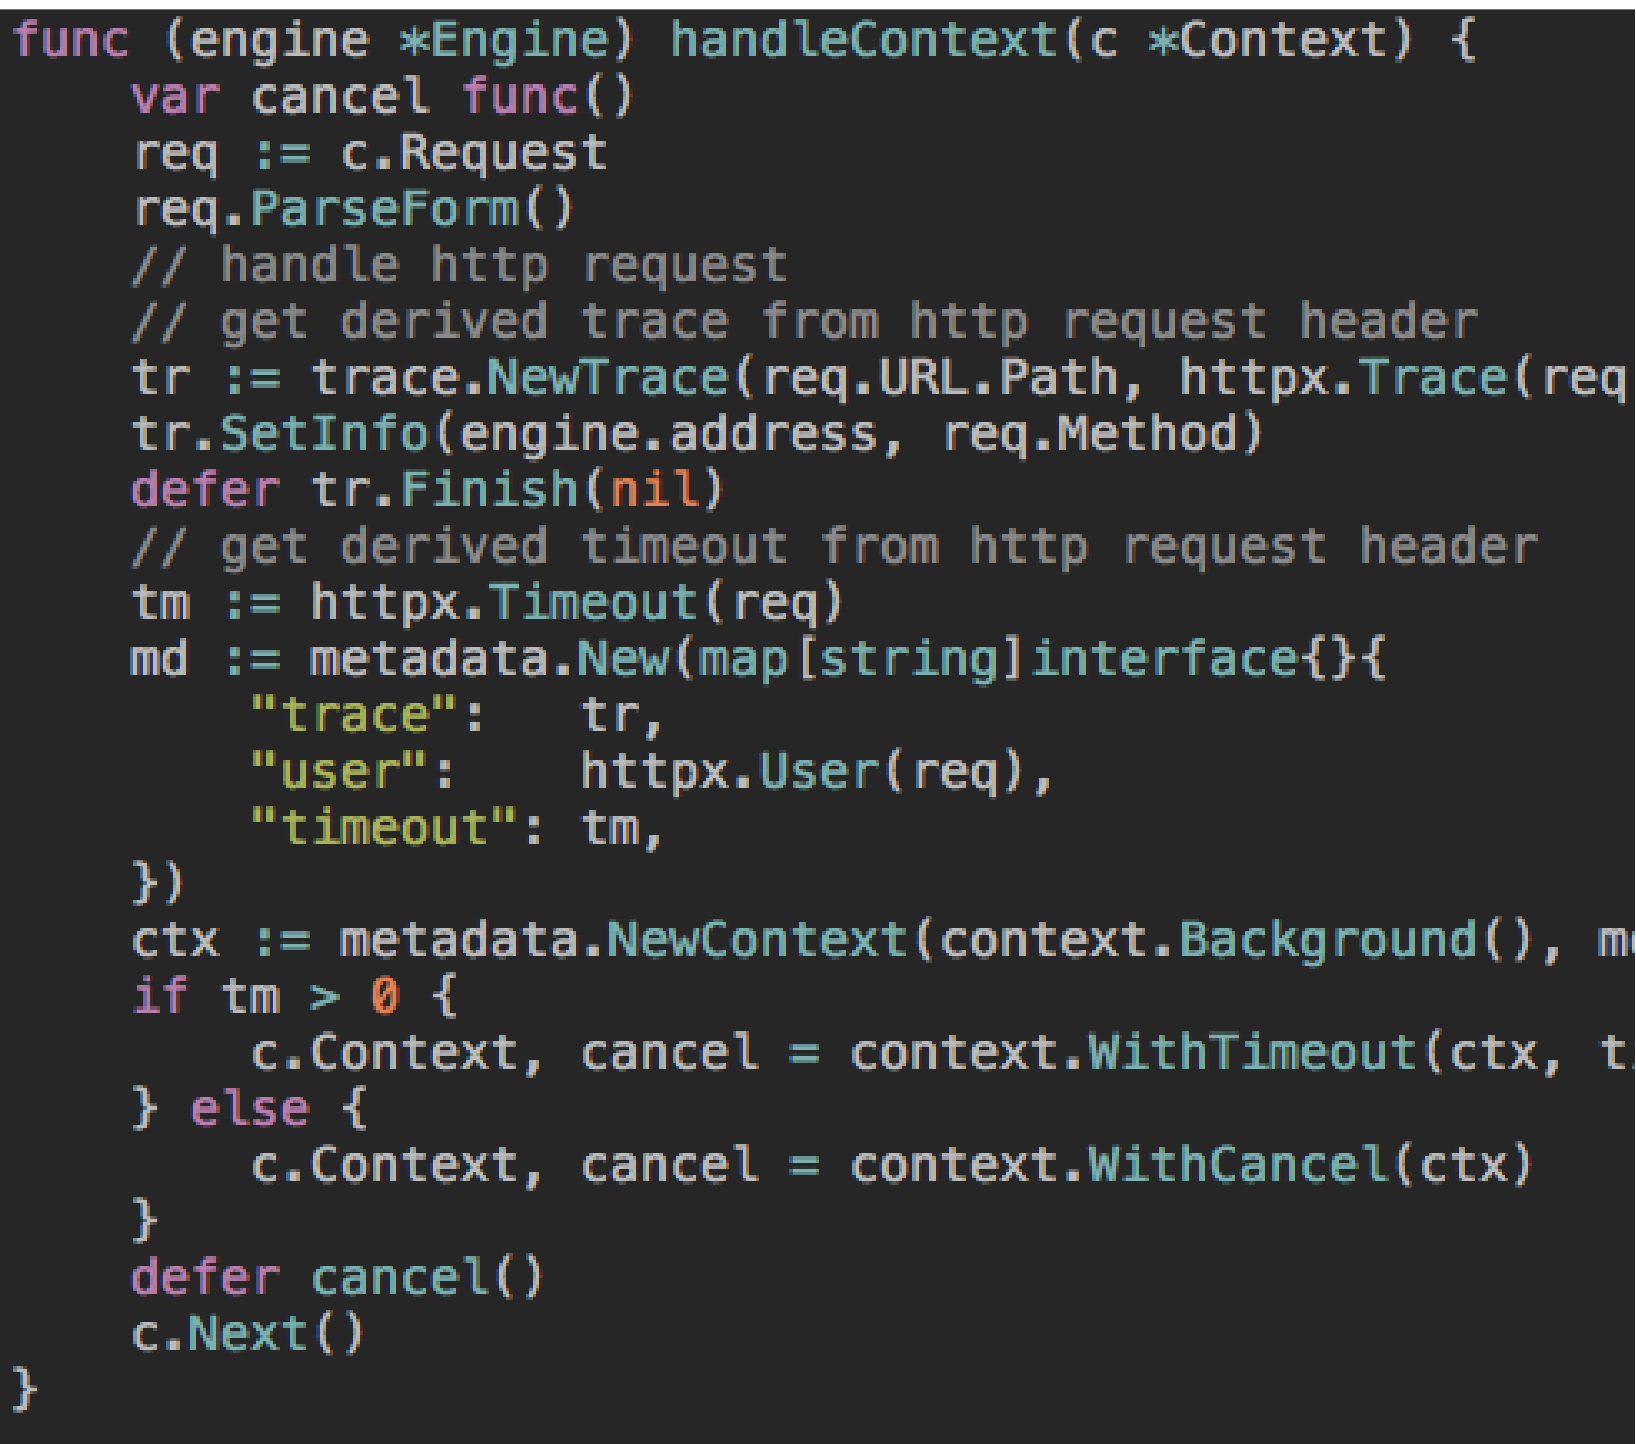 func (engine *Engine) handleContext(c *Context) {
    var cancel func()
    req := c.Request
    req.ParseForm()
    // handle http request
    // get derived trace from http request header
    tr := trace.NewTrace(req.URL.Path, httpx.Trace(req
    tr.SetInfo(engine.address, req.Method)
    defer tr.Finish(nil)
    // get derived timeout from http request header
    tm := httpx.Timeout(req)
    md := metadata.New(map[string]interface{}{
        "trace":   tr,
        "user":    httpx.User(req),
        "timeout": tm,
    })
    ctx := metadata.NewContext(context.Background(),
    if tm > 0 {
        c.Context, cancel = context.WithTimeout(ctx,
    } else {
        c.Context, cancel = context.WithCancel(ctx)
    }
    defer cancel()
    c.Next()
}